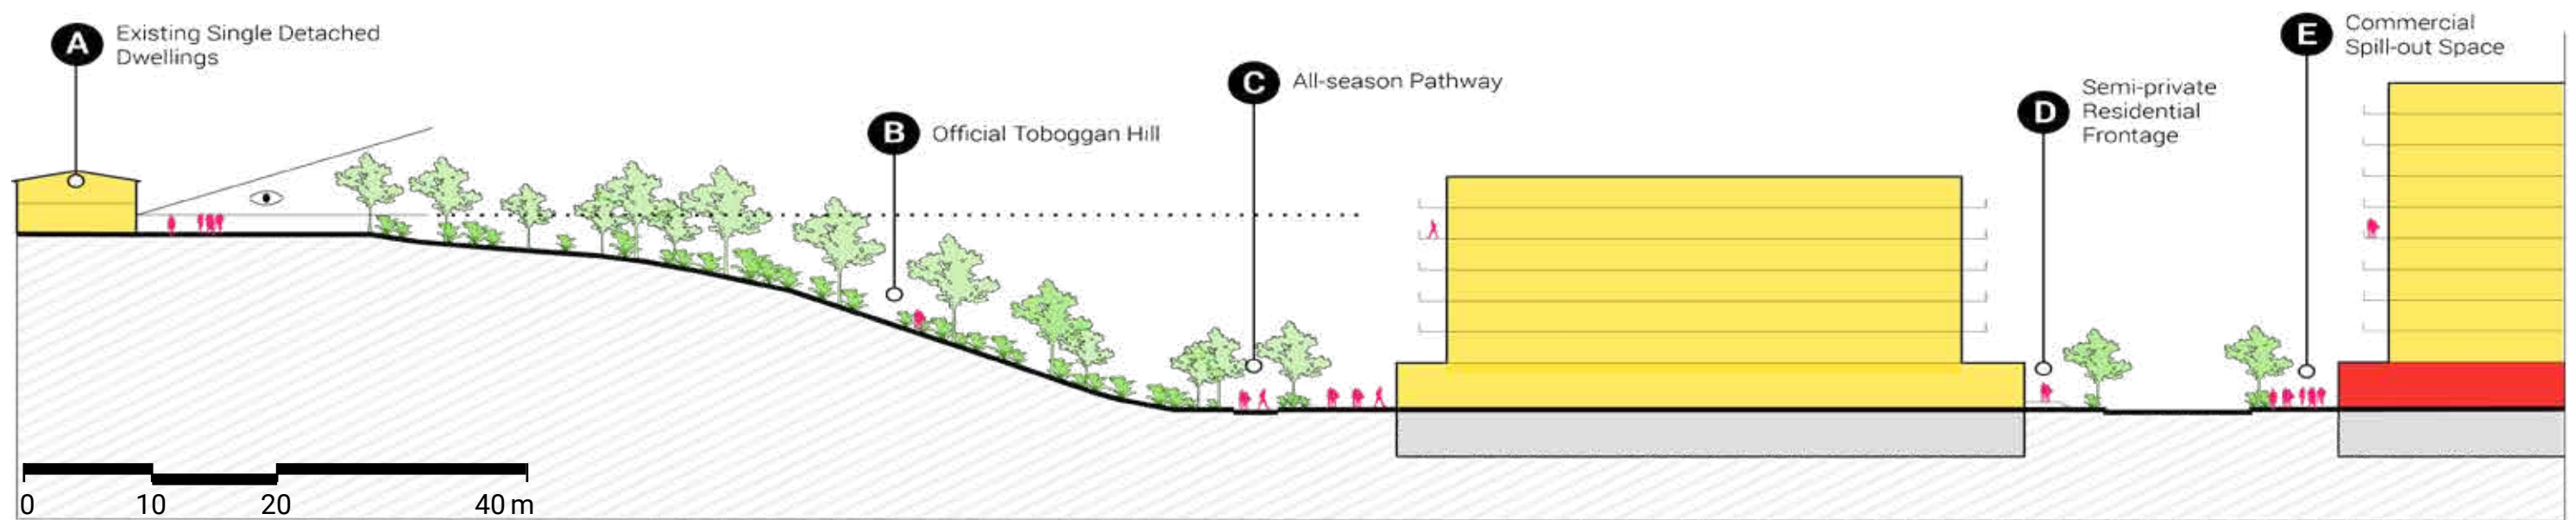 A
Existing Single Detached
Dwellings
B
Official Toboggan Hill
C
All-season Pathway
D
Semi-private
Residential
Frontage
E
Commercial
Spill-out Space
0 10 20 40 m